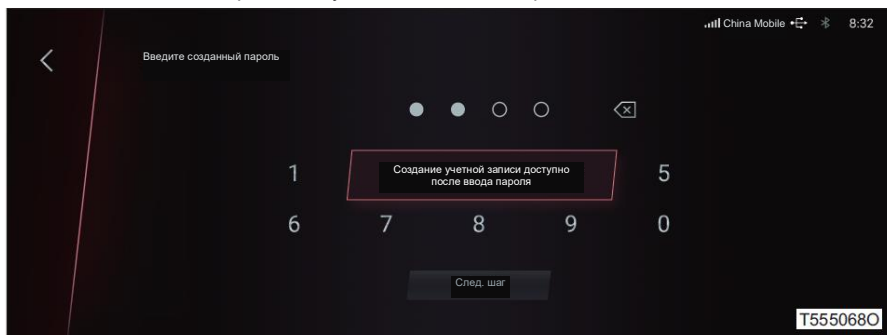 China Mobile 8:32
Введите созданный пароль
1 Создание учетной записи доступно 5
после ввода пароля
6 7 8 9 0
След. шаг
T555068O